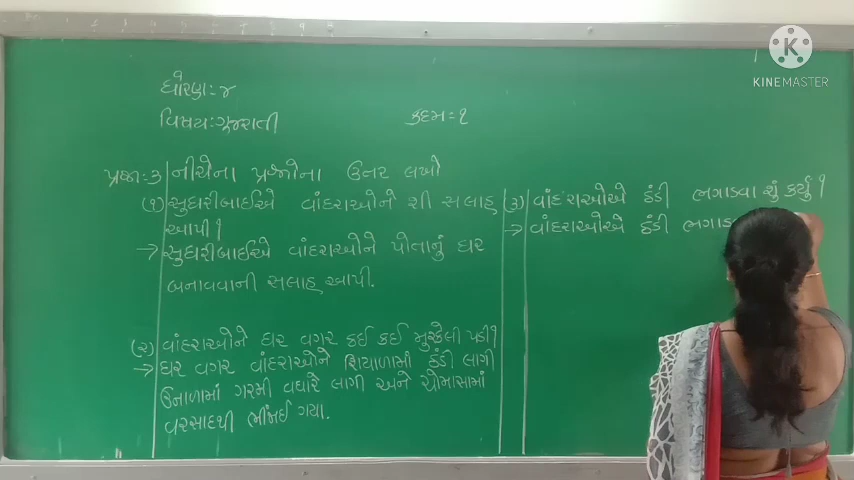 ધોરણ:- ૪
વિષય:- ગુજરાતી
કદમ = ૧
પ્રશ્ન:-૩ નીચેના પ્રશ્નોના ઉત્તર લખો
(૧) સુઘરીબાઈએ વાંદરાઓને શી સલાહ
આપી ?
→ સુઘરીબાઈએ વાંદરાઓને પોતાનું ઘર
બનાવવાની સલાહ આપી.
(૨) વાંદરાઓને ઘર વગર કઈ કઈ મુશ્કેલી પડી ?
→ ઘર વગર વાંદરાઓને શિયાળામાં ઠંડી લાગી
ઉનાળામાં ગરમી વધારે લાગી અને ચોમાસામાં
વરસાદથી ભીંજાઈ ગયા.
(૩) વાંદરાઓએ ઠંડી ભગાડવા શું કર્યું ?
→ વાંદરાઓએ ઠંડી
KINEMASTER